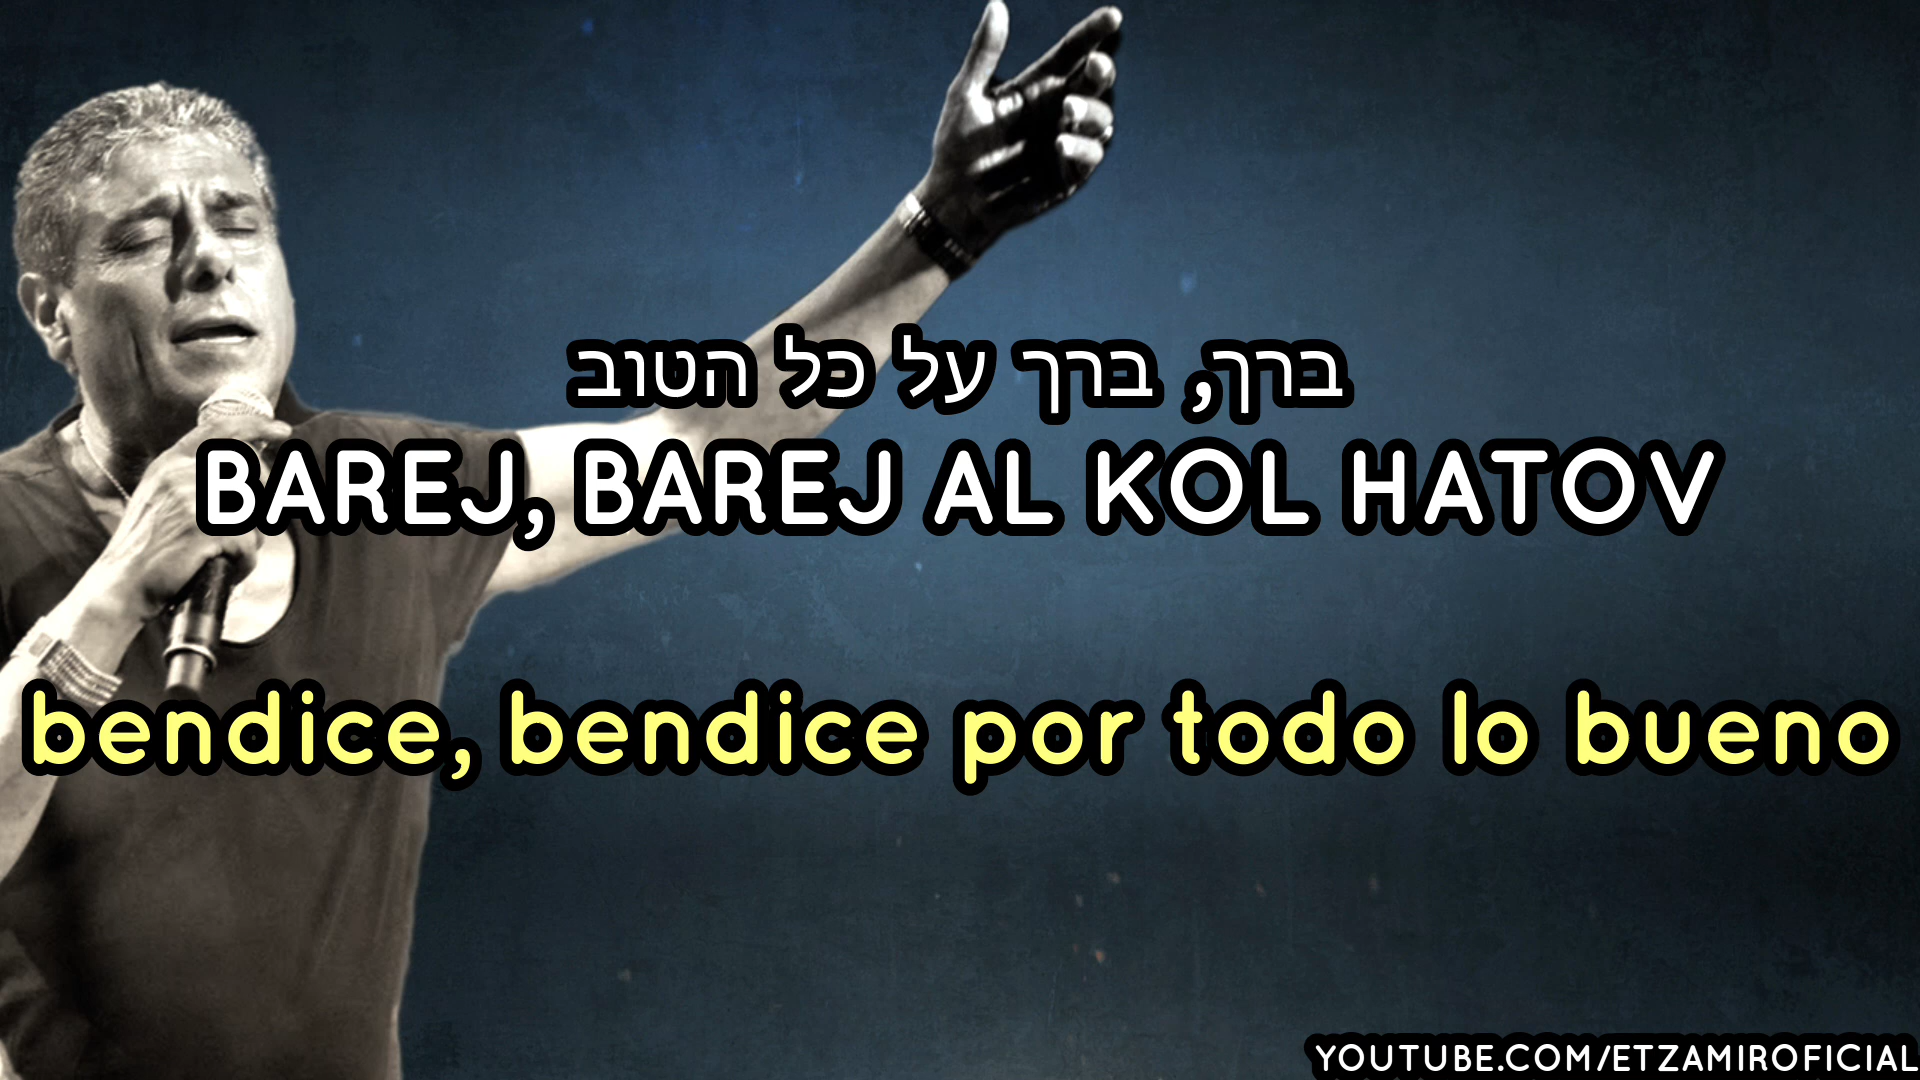 ברך, ברך על כל הטוב
BAREJ, BAREJ AL KOL HATOV
bendice, bendice por todo lo bueno
YOUTUBE.COM/ETZAMIROFICIAL